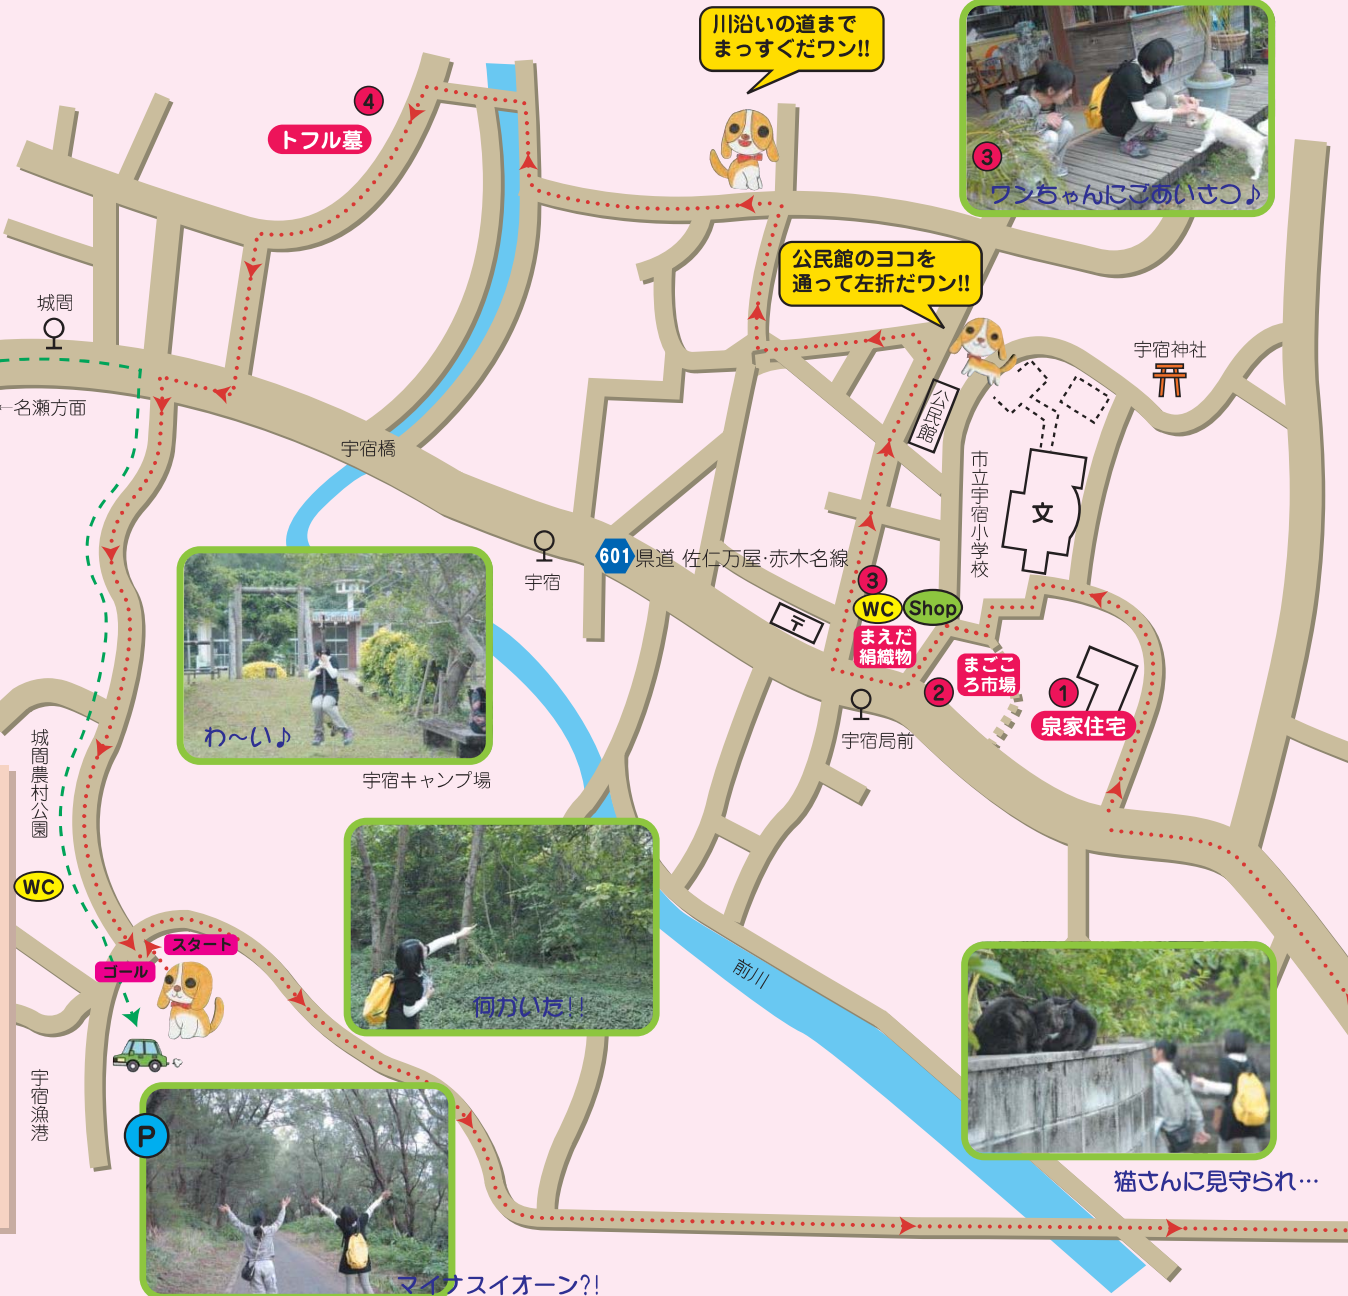 川沿いの道まで
まっすぐだワン!!
4
トフル墓
3
ワンちゃんにごあいさつ♪
公民館のヨコを
通って左折だワン!!
城間
宇宿神社
←名瀬方面
公民館
宇宿橋
市立宇宿小学校
文
宇宿
601
県道 佐仁万屋・赤木名線
3
WC
Shop
〒
まえだ
絹織物
まごこ
ろ市場
2
1
泉家住宅
宇宿局前
わ～い♪
宇宿キャンプ場
城間農村公園
WC
スタート
ゴール
前川
何かいた!!
宇宿漁港
P
猫さんに見守られ…
マイナスイオーン?!